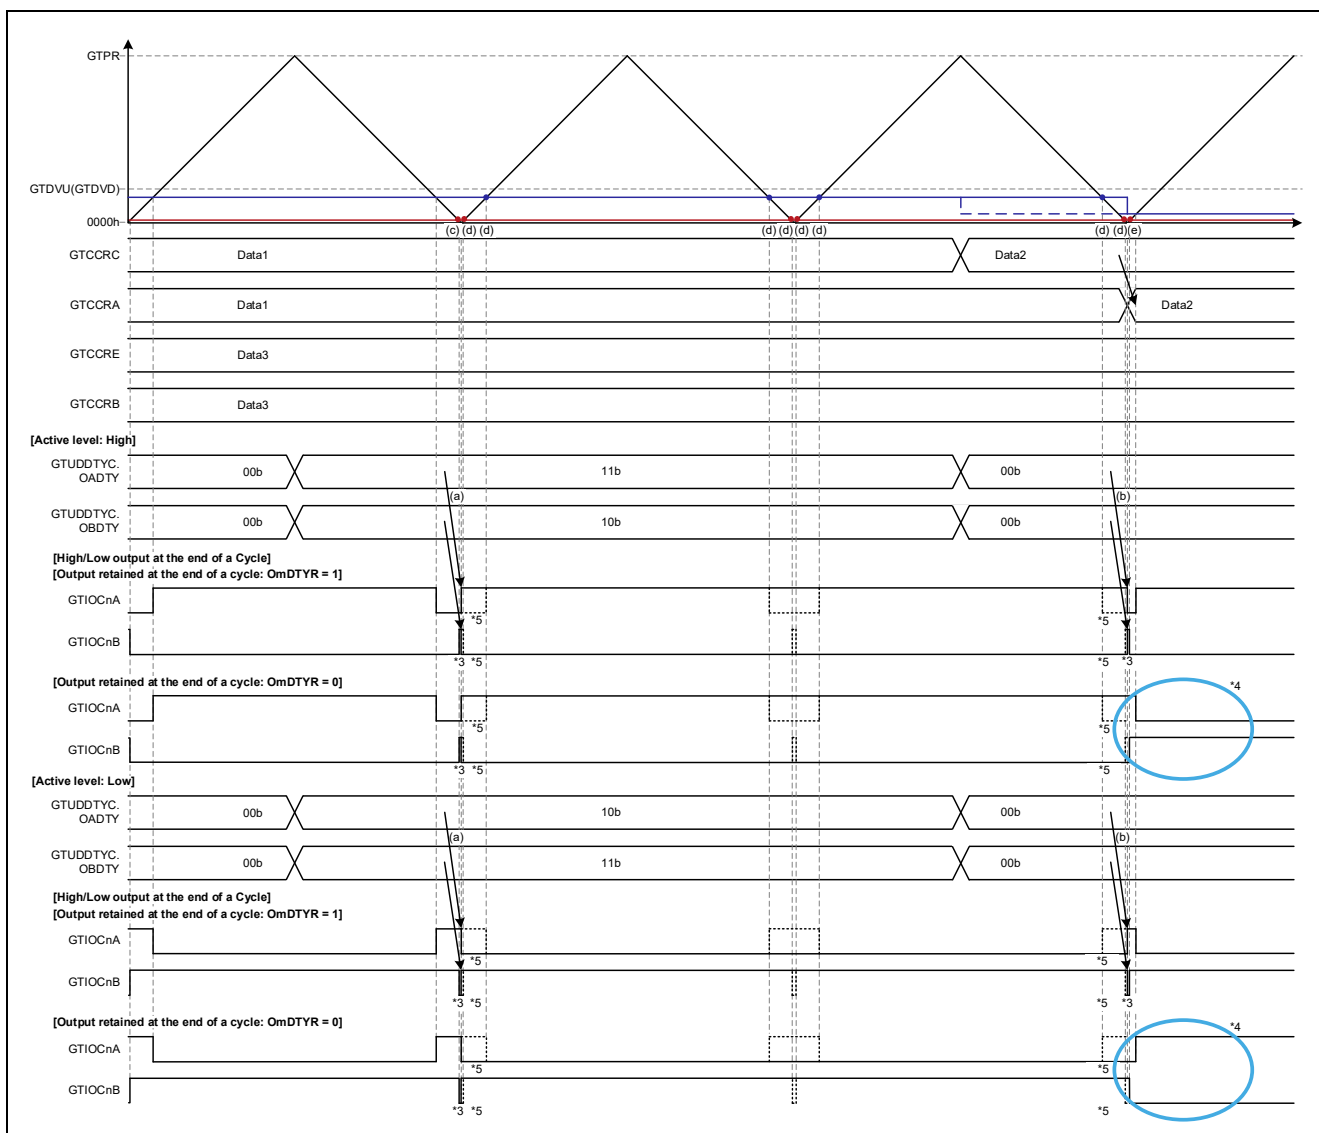 GTPR
GTDVU(GTDVD)
0000h
(c) (d) (d) (d) (d) (d) (d) (d) (d) (e)
GTCCRC Data1 Data2
GTCCRA Data1 Data2
GTCCRE Data3
GTCCRB Data3
[Active level: High]
GTUDDTYC.
OADTY 00b 11b 00b
(a) (b)
GTUDDTYC.
OBDTY 00b 10b 00b
[High/Low output at the end of a Cycle]
[Output retained at the end of a cycle: OmDTYR = 1]
GTIOCnA
*5 *5
GTIOCnB
*3 *5 *5 *3
[Output retained at the end of a cycle: OmDTYR = 0]
*4
GTIOCnA
*5 *5
GTIOCnB
*3 *5 *5
[Active level: Low]
GTUDDTYC.
OADTY 00b 10b 00b
(a) (b)
GTUDDTYC.
OBDTY 00b 11b 00b
[High/Low output at the end of a Cycle]
[Output retained at the end of a cycle: OmDTYR = 1]
GTIOCnA
*5 *5
GTIOCnB
*3 *5 *5 *3
[Output retained at the end of a cycle: OmDTYR = 0]
*4
GTIOCnA
*5 *5
GTIOCnB
*3 *5 *5